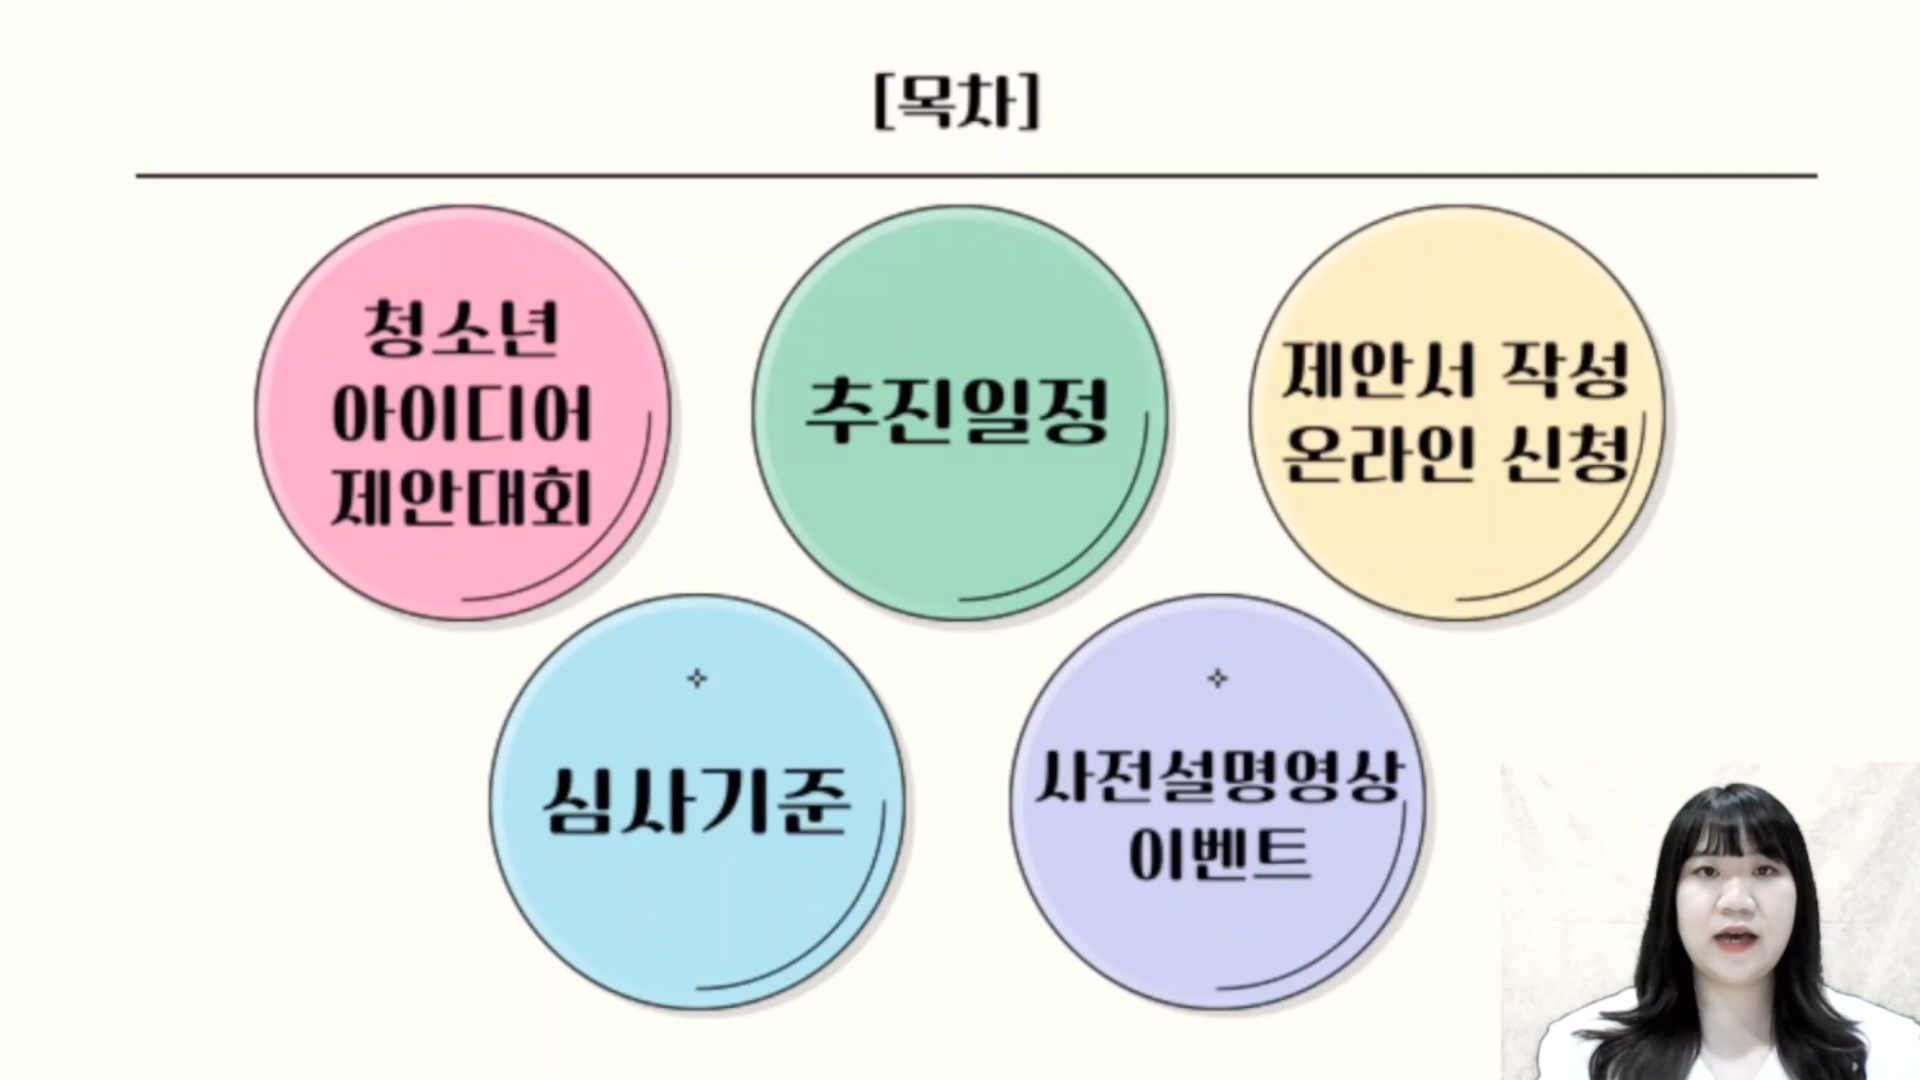 [목차]
청소년
아이디어
제안대회
추진일정
제안서 작성
온라인 신청
심사기준
사전설명영상
이벤트